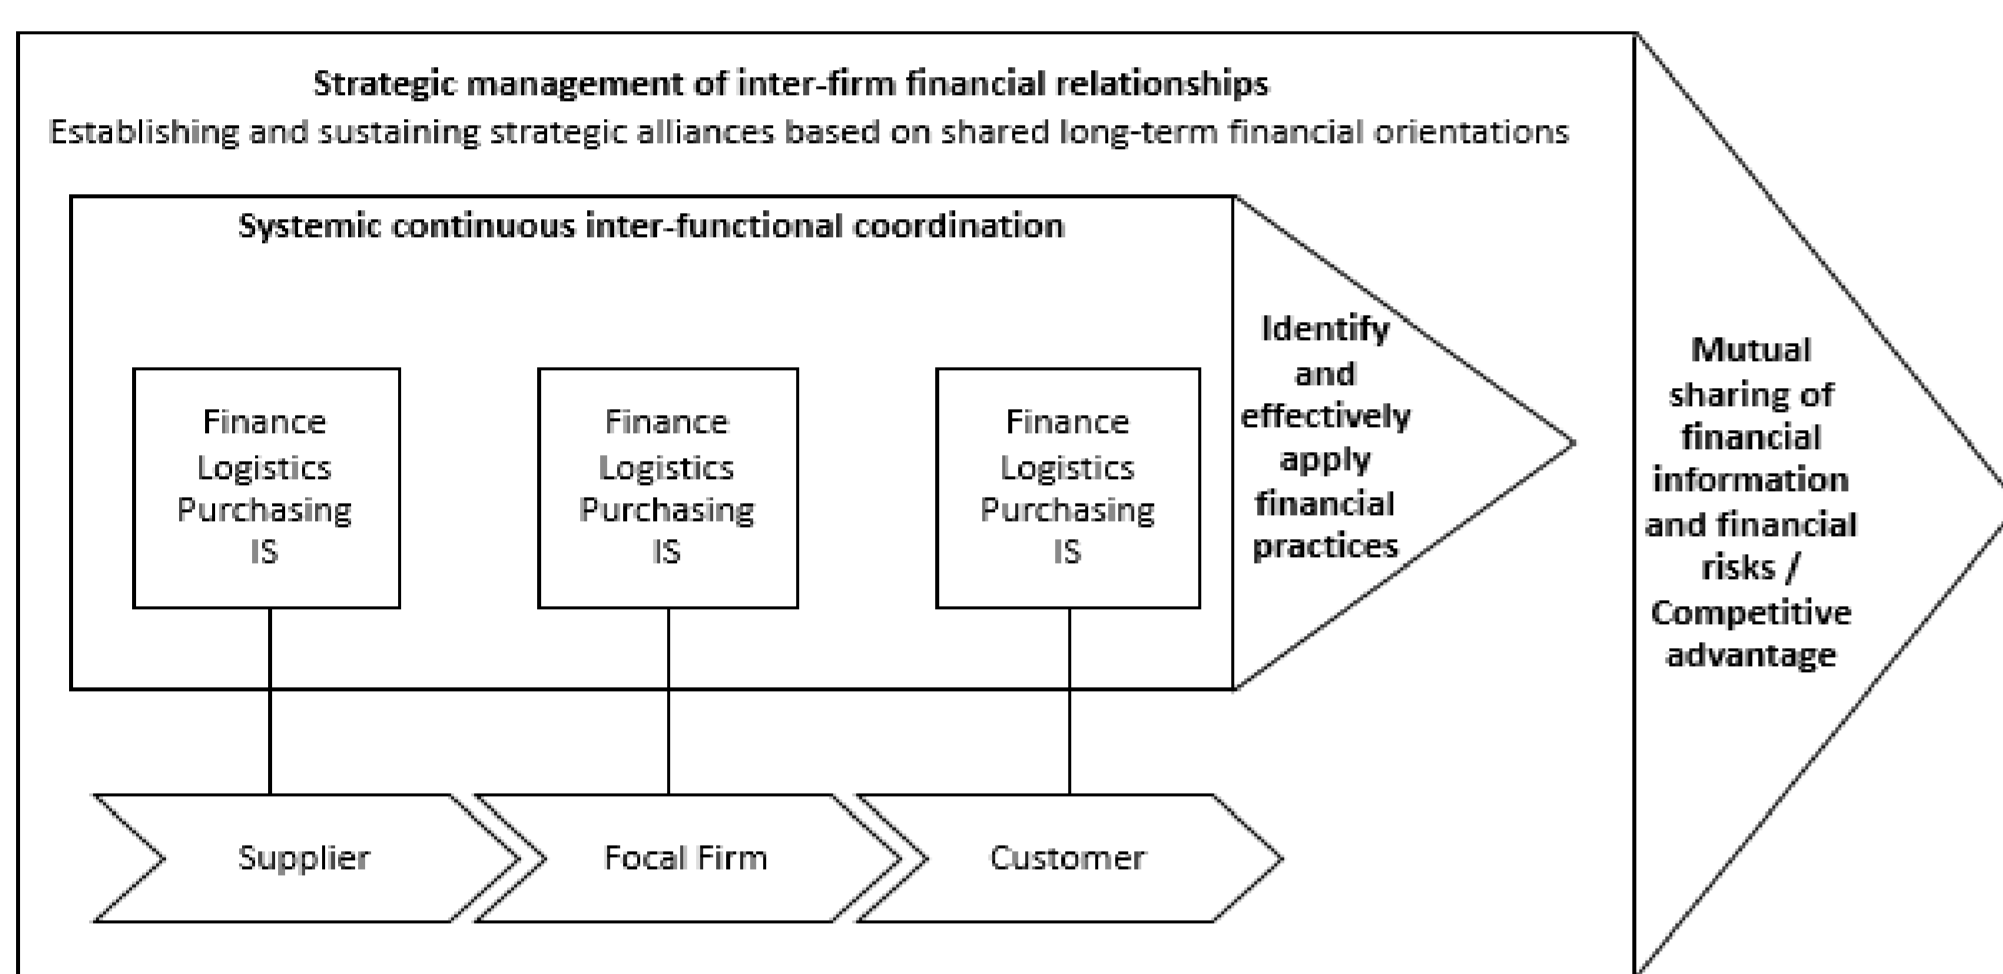 Strategic management of inter-firm financial relationships
Establishing and sustaining strategic alliances based on shared long-term financial orientations
Systemic continuous inter-functional coordination
Finance
Logistics
Purchasing
IS
Finance
Logistics
Purchasing
IS
Finance
Logistics
Purchasing
IS
Identify
and
effectively
apply
financial
practices
Mutual
sharing of
financial
information
and financial
risks /
Competitive
advantage
Supplier
Focal Firm
Customer